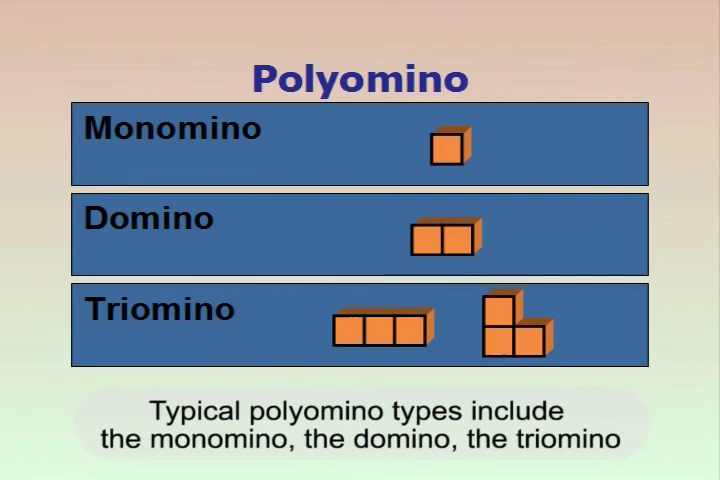 Polyomino
Monomino
Domino
Triomino
Typical polyomino types include
the monomino, the domino, the triomino